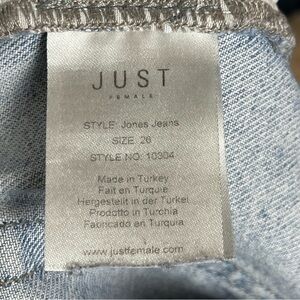 JUST
FEMALE
STYLE: Jones Jeans
SIZE: 26
STYLE NO: 10304
Made in Turkey
Fait en Turquie
Hergestellt in der Türkei
Prodotto in Turchia
Fabricado en Turquia
www.justfemale.com